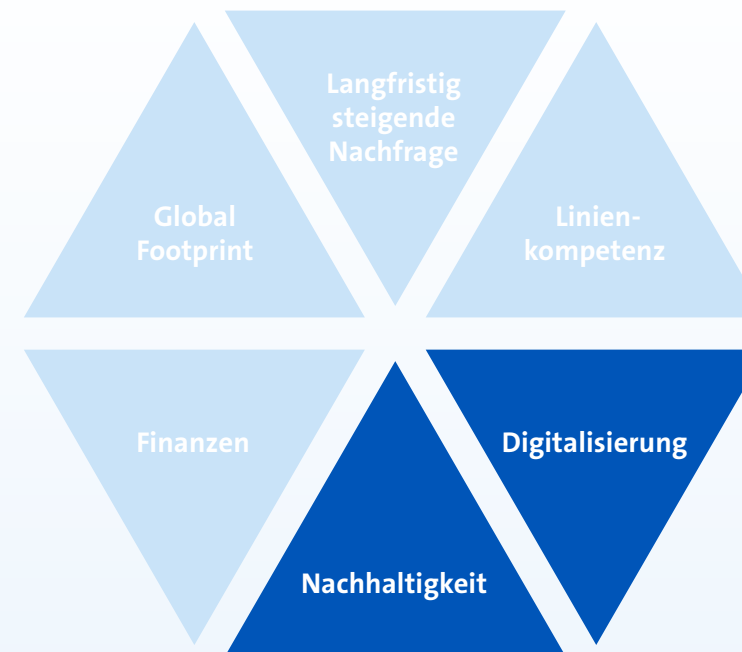 Langfristig
steigende
Nachfrage
Global
Footprint
Linien-
kompetenz
Finanzen
Digitalisierung
Nachhaltigkeit